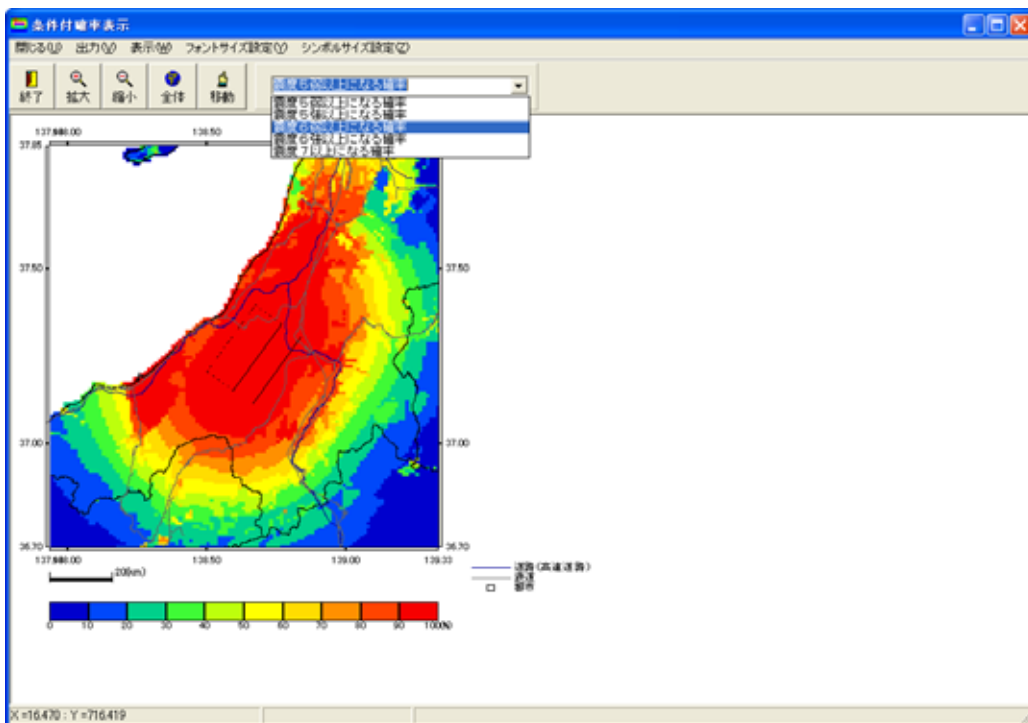 条件付確率表示
閉じる(U) 出力(V) 表示(W) フォントサイズ設定(Y) シンボルサイズ設定(Z)
終了 拡大 縮小 全体 移動
震度6弱以上になる確率
震度5弱以上になる確率
震度5強以上になる確率
震度6弱以上になる確率
震度6強以上になる確率
震度7以上になる確率
138.50
37.85
37.50 37.50
37.00 37.00
36.70 36.70
138.50 139.00 139.33
20(km)
道路(高速道路)
鉄道
都市
0 10 20 30 40 50 60 70 80 90 100(%)
X =16.470 : Y =716.419